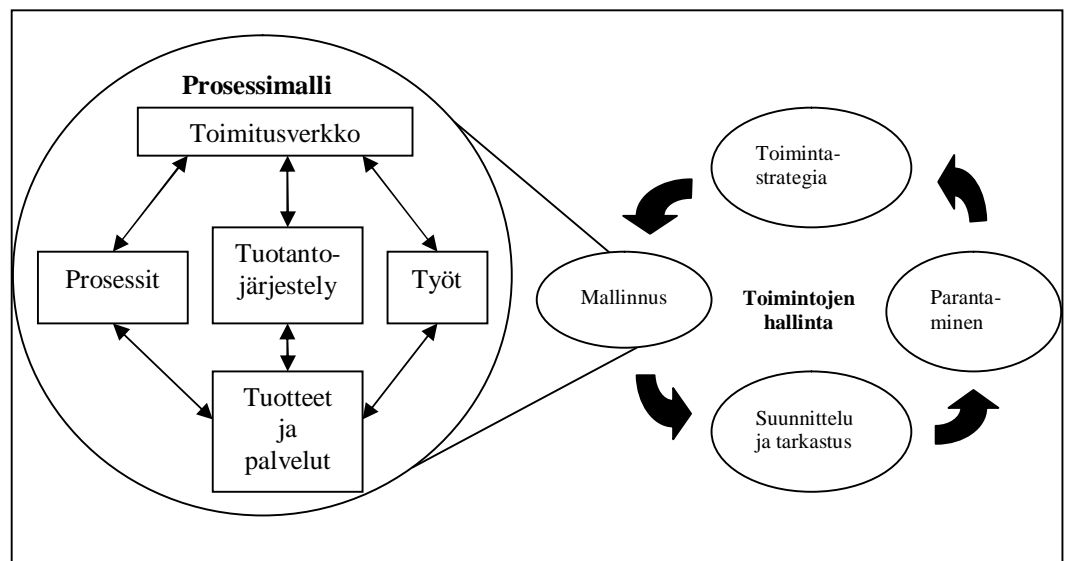 Prosessimalli
Toimitusverkko
Prosessit
Tuotanto-
järjestely
Työt
Tuotteet
ja
palvelut
Toiminta-
strategia
Mallinnus
Toimintojen
hallinta
Paranta-
minen
Suunnittelu
ja tarkastus